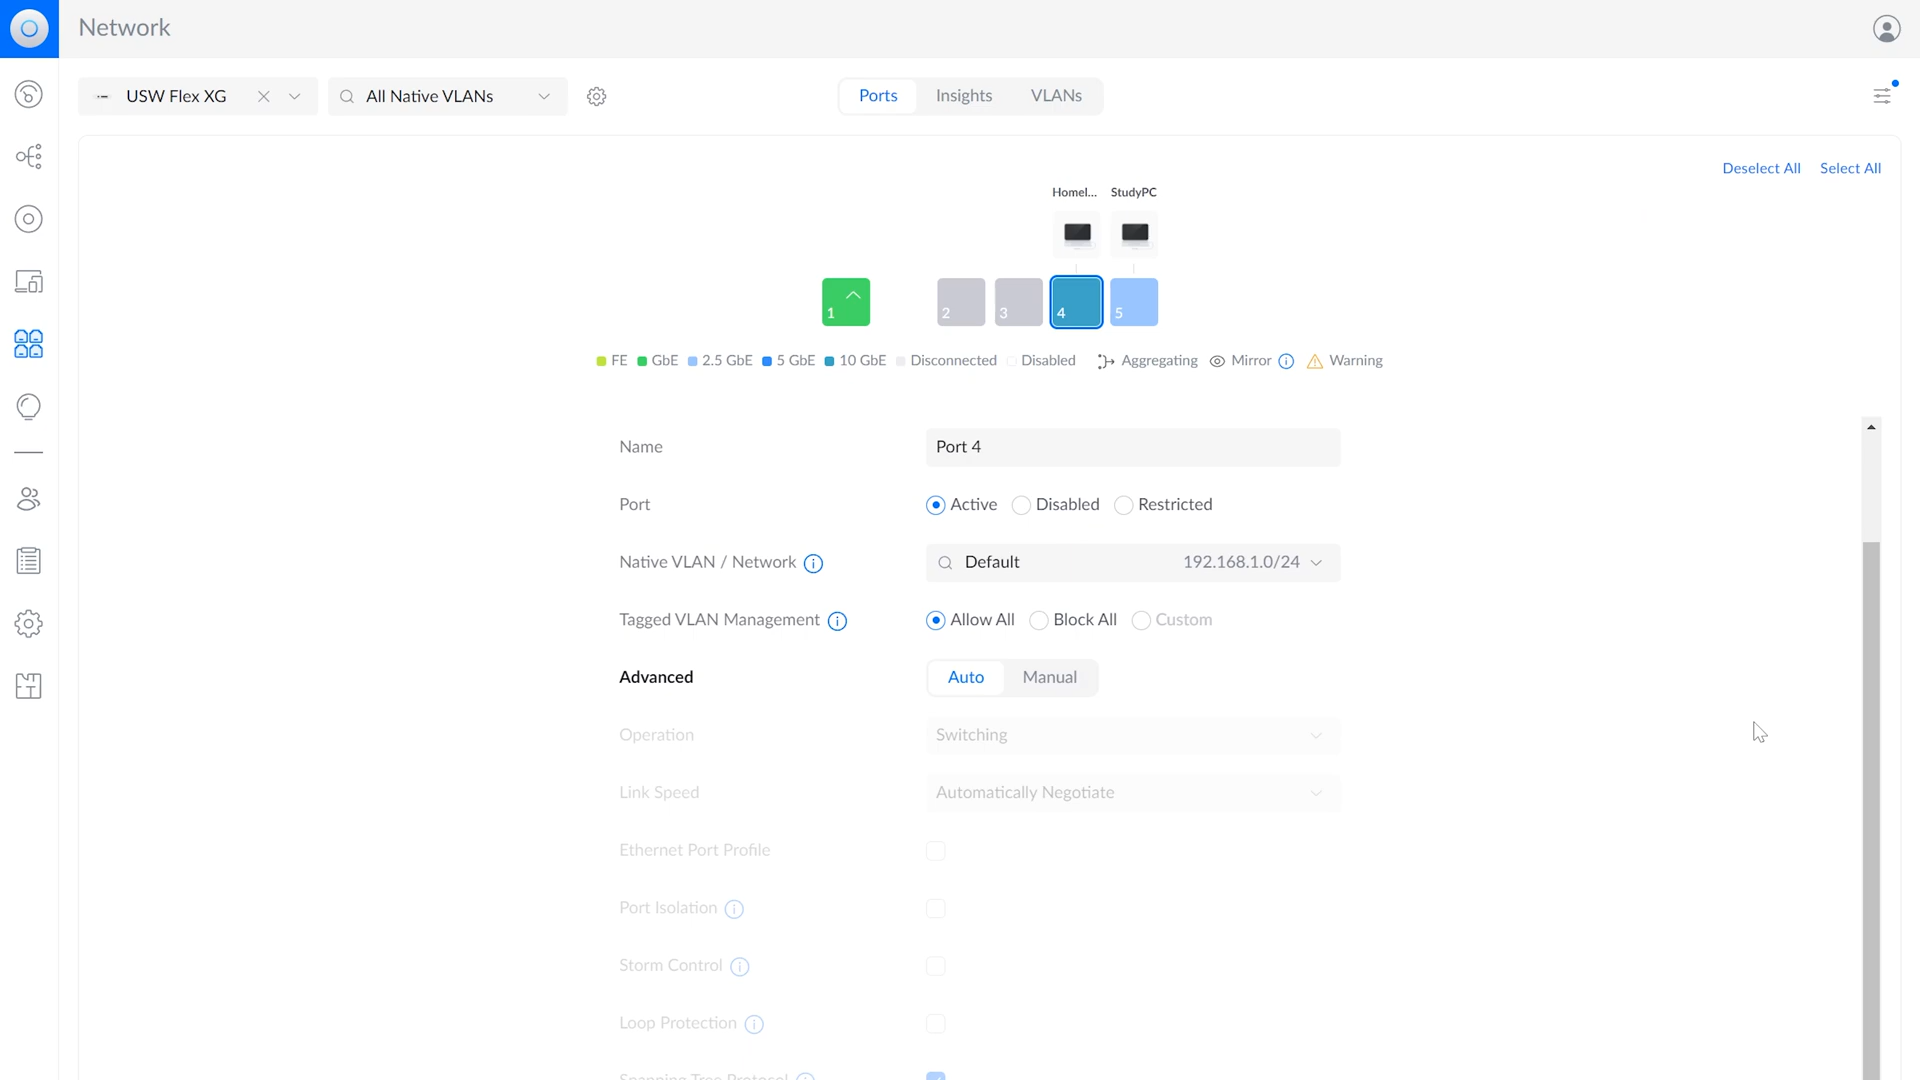 Network
USW Flex XG
All Native VLANs
Ports Insights VLANs
Deselect All Select All
Homel... StudyPC
1 2 3 4 5
FE GbE 2.5 GbE 5 GbE 10 GbE Disconnected Disabled Aggregating Mirror Warning
Name Port 4
Port Active Disabled Restricted
Native VLAN / Network Default 192.168.1.0/24
Tagged VLAN Management Allow All Block All Custom
Advanced Auto Manual
Operation Switching
Link Speed Automatically Negotiate
Ethernet Port Profile
Port Isolation
Storm Control
Loop Protection
Spanning Tree Protocol